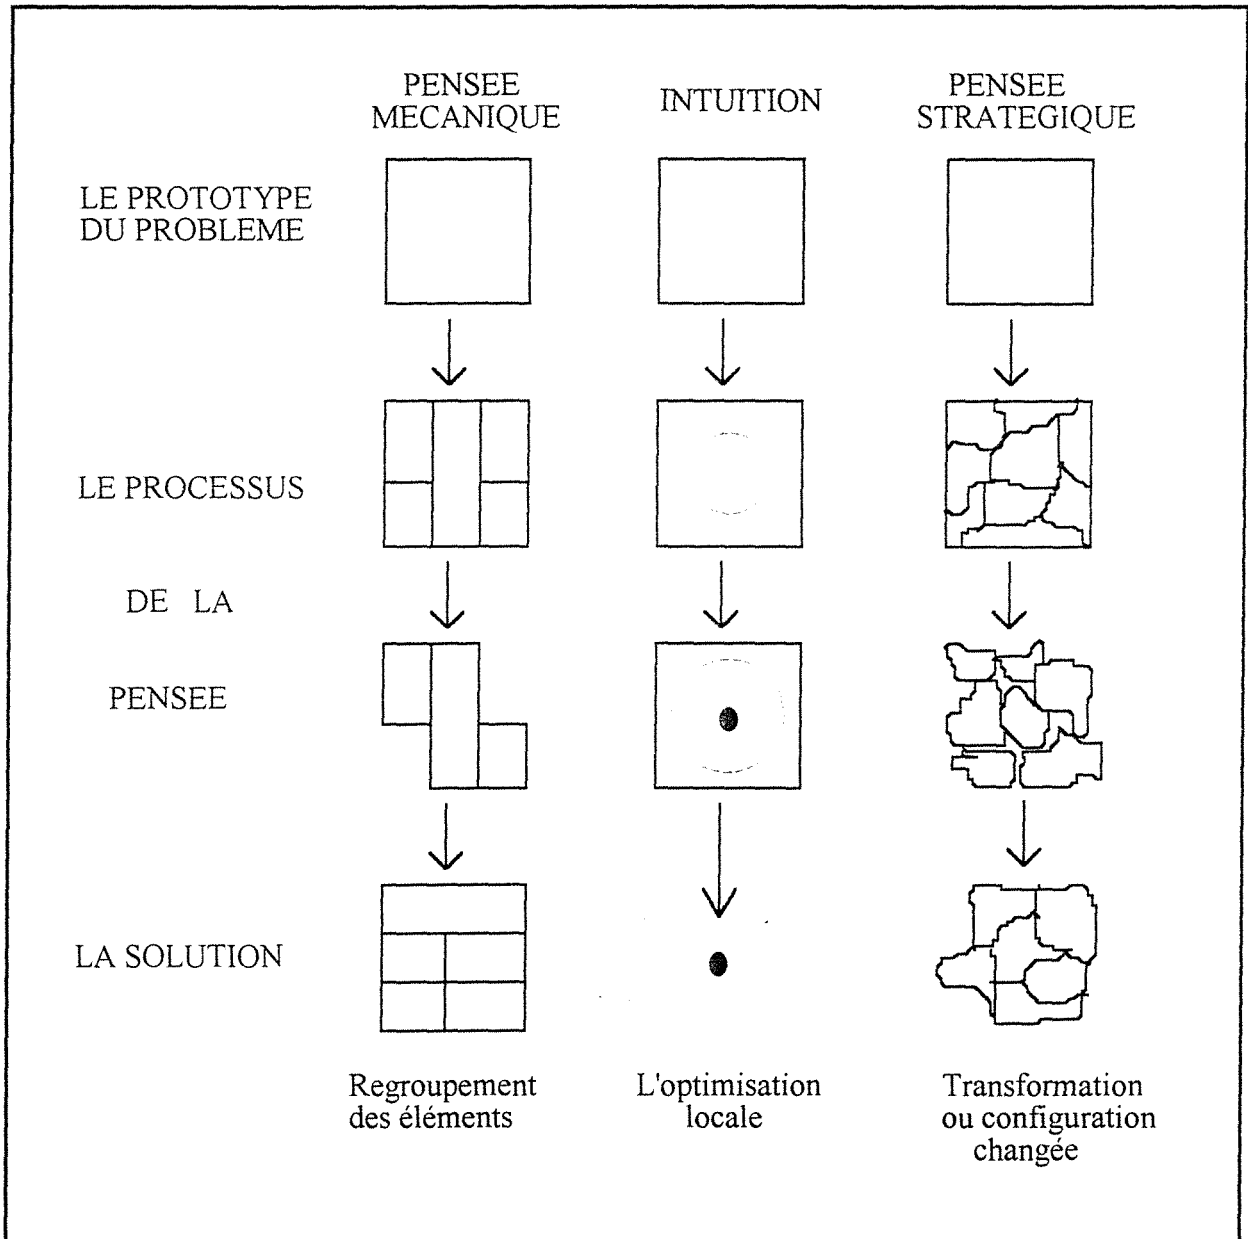 PENSEE
MECANIQUE
INTUITION
PENSEE
STRATEGIQUE
LE PROTOTYPE
DU PROBLEME
LE PROCESSUS
DE LA
PENSEE
LA SOLUTION
Regroupement
des éléments
L'optimisation
locale
Transformation
ou configuration
changée